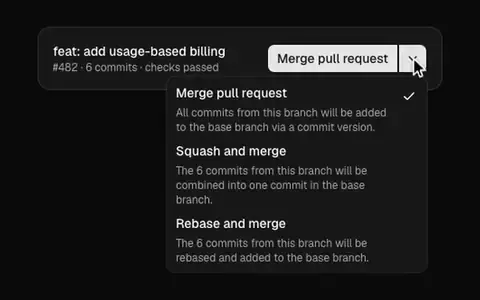 feat: add usage-based billing
#482 · 6 commits · checks passed
Merge pull request
Merge pull request
All commits from this branch will be added
to the base branch via a commit version.
Squash and merge
The 6 commits from this branch will be
combined into one commit in the base
branch.
Rebase and merge
The 6 commits from this branch will be
rebased and added to the base branch.